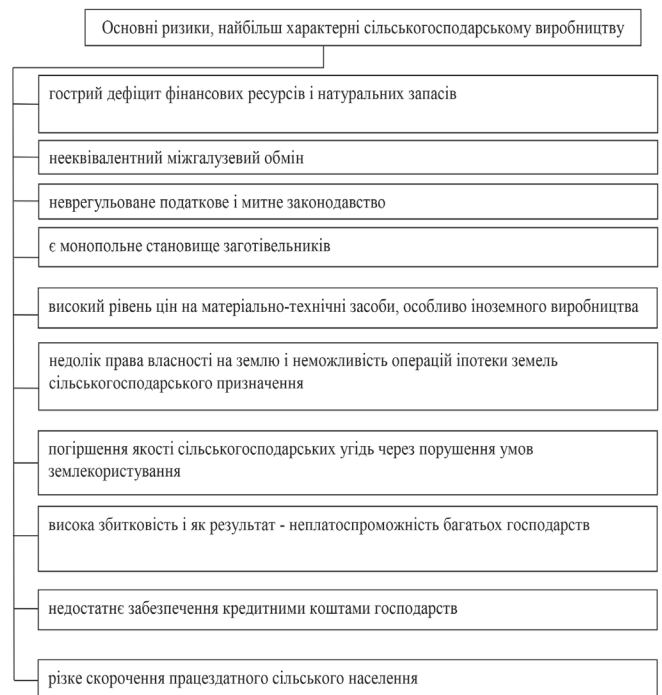 Основні ризики, найбільш характерні сільськогосподарському виробництву
гострий дефіцит фінансових ресурсів і натуральних запасів
нееквівалентний міжгалузевий обмін
неврегульоване податкове і митне законодавство
є монопольне становище заготівельників
високий рівень цін на матеріально-технічні засоби, особливо іноземного виробництва
недолік права власності на землю і неможливість операцій іпотеки земель
сільськогосподарського призначення
погіршення якості сільськогосподарських угідь через порушення умов
землекористування
висока збитковість і як результат - неплатоспроможність багатьох господарств
недостатнє забезпечення кредитними коштами господарств
різке скорочення працездатного сільського населення